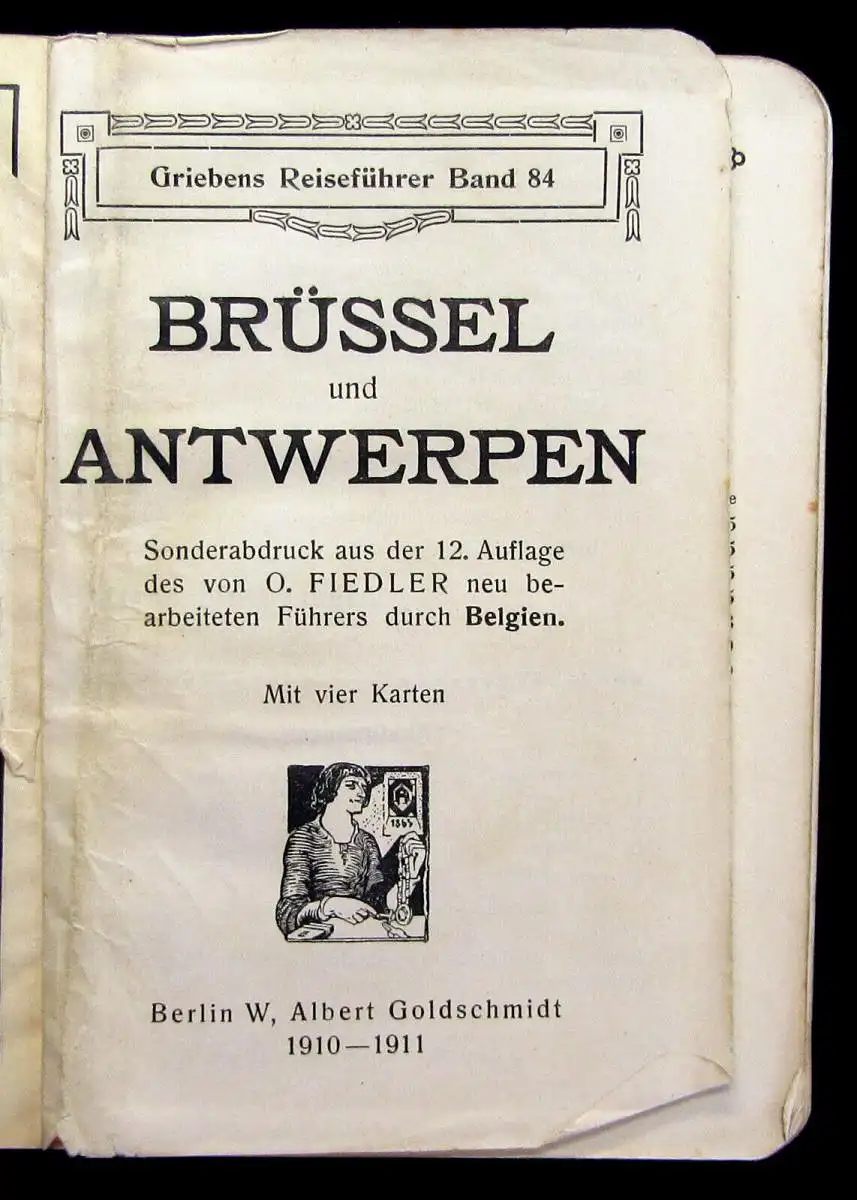 Griebens Reiseführer Band 84
BRÜSSEL
und
ANTWERPEN
Sonderabdruck aus der 12. Auflage
des von O. FIEDLER neu be-
arbeiteten Führers durch Belgien.
Mit vier Karten
1865
Berlin W, Albert Goldschmidt
1910—1911